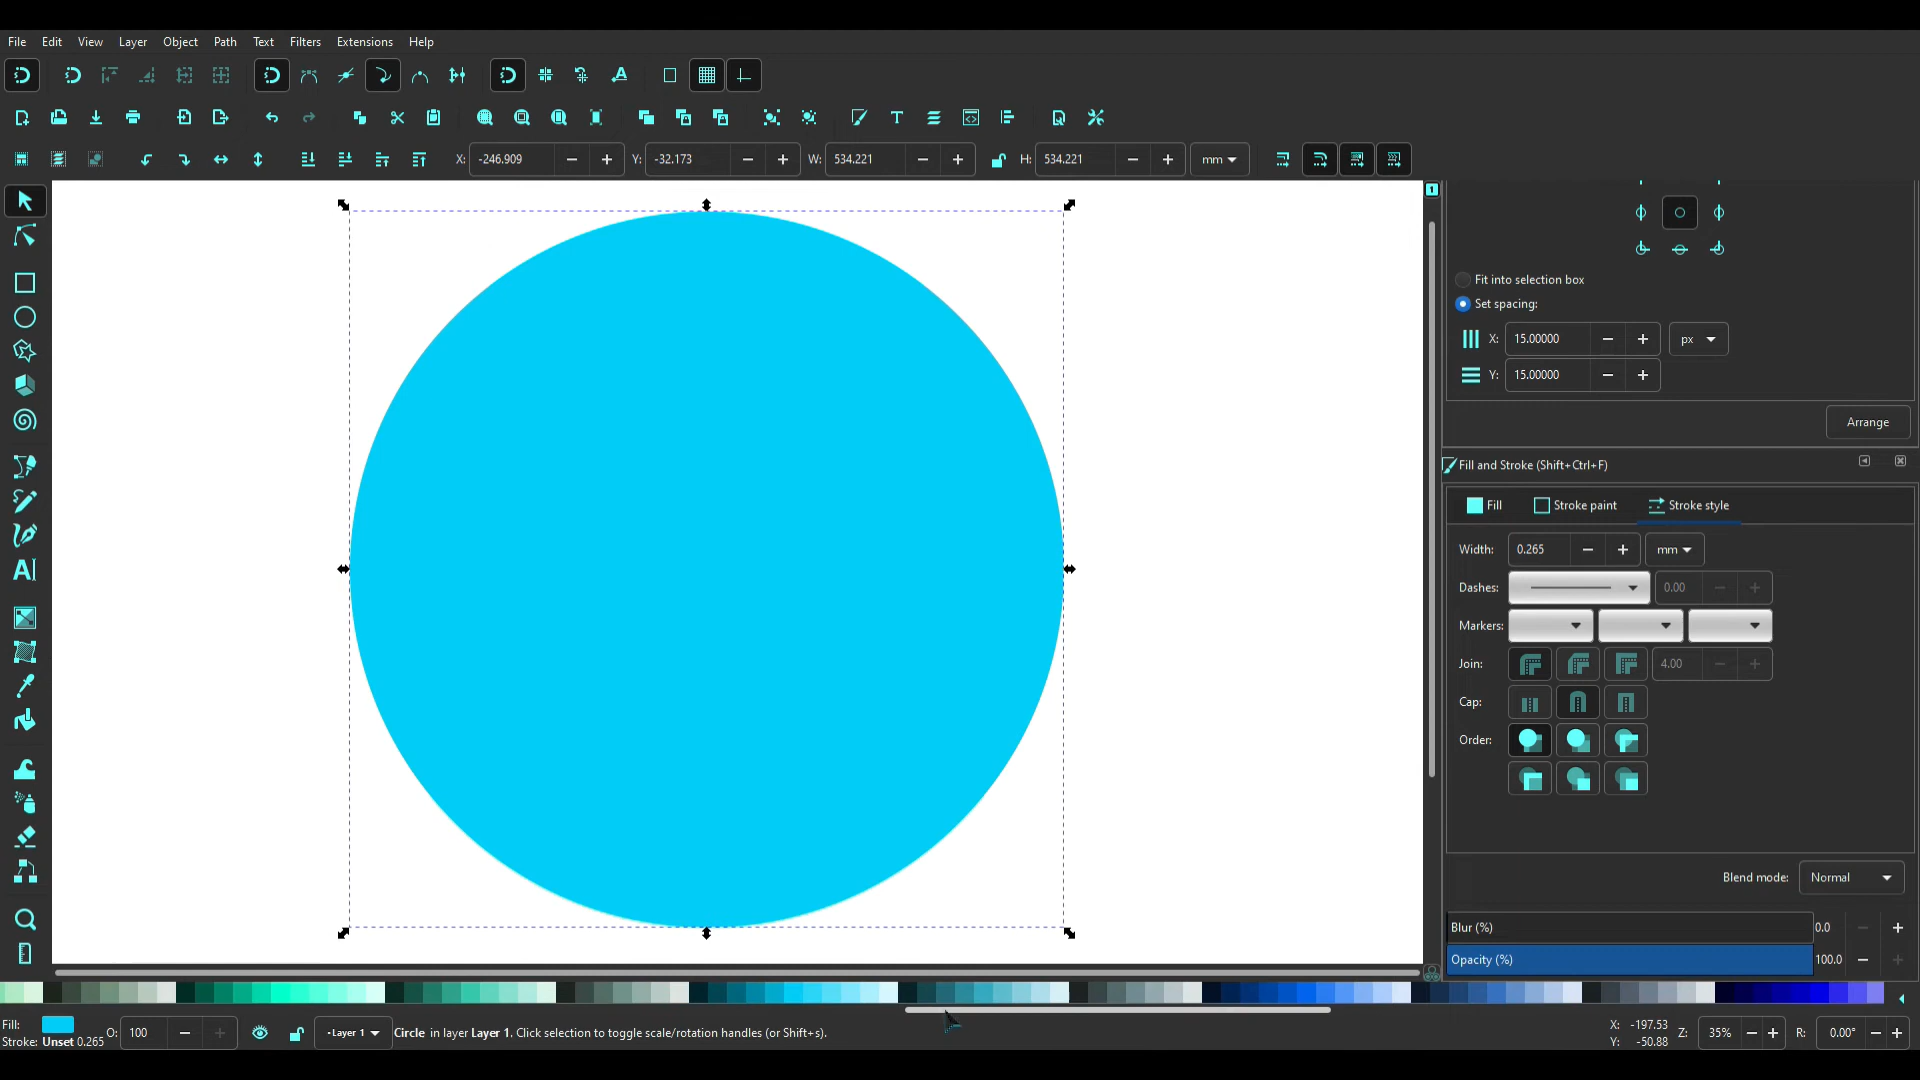 File Edit View Layer Object Path Text Filters Extensions Help
X: -246.909 Y: -32.173 W: 534.221 H: 534.221 mm
1
Fit into selection box
Set spacing:
X: 15.00000 px
Y: 15.00000
Arrange
Fill and Stroke (Shift+Ctrl+F)
Fill Stroke paint Stroke style
Width: 0.265 mm
Dashes: 0.00
Markers:
Join: 4.00
Cap:
Order:
Blend mode: Normal
Blur (%) 0.0
Opacity (%) 100.0
Fill: O: 100 -Layer 1 Circle in layer Layer 1. Click selection to toggle scale/rotation handles (or Shift+s). X: -197.53 Z: 35% R: 0.00°
Stroke: Unset 0.265 Y: -50.88